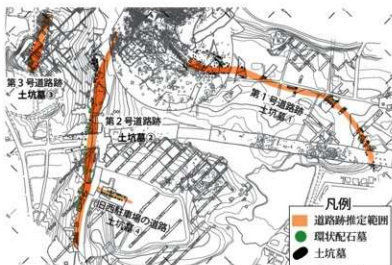 第3号道路跡
土坑墓③
第2号道路跡
土坑墓②
第1号道路跡
土坑墓①
(旧西駐車場の道路)
土坑墓④
凡例
道路跡推定範囲
環状配石墓
土坑墓